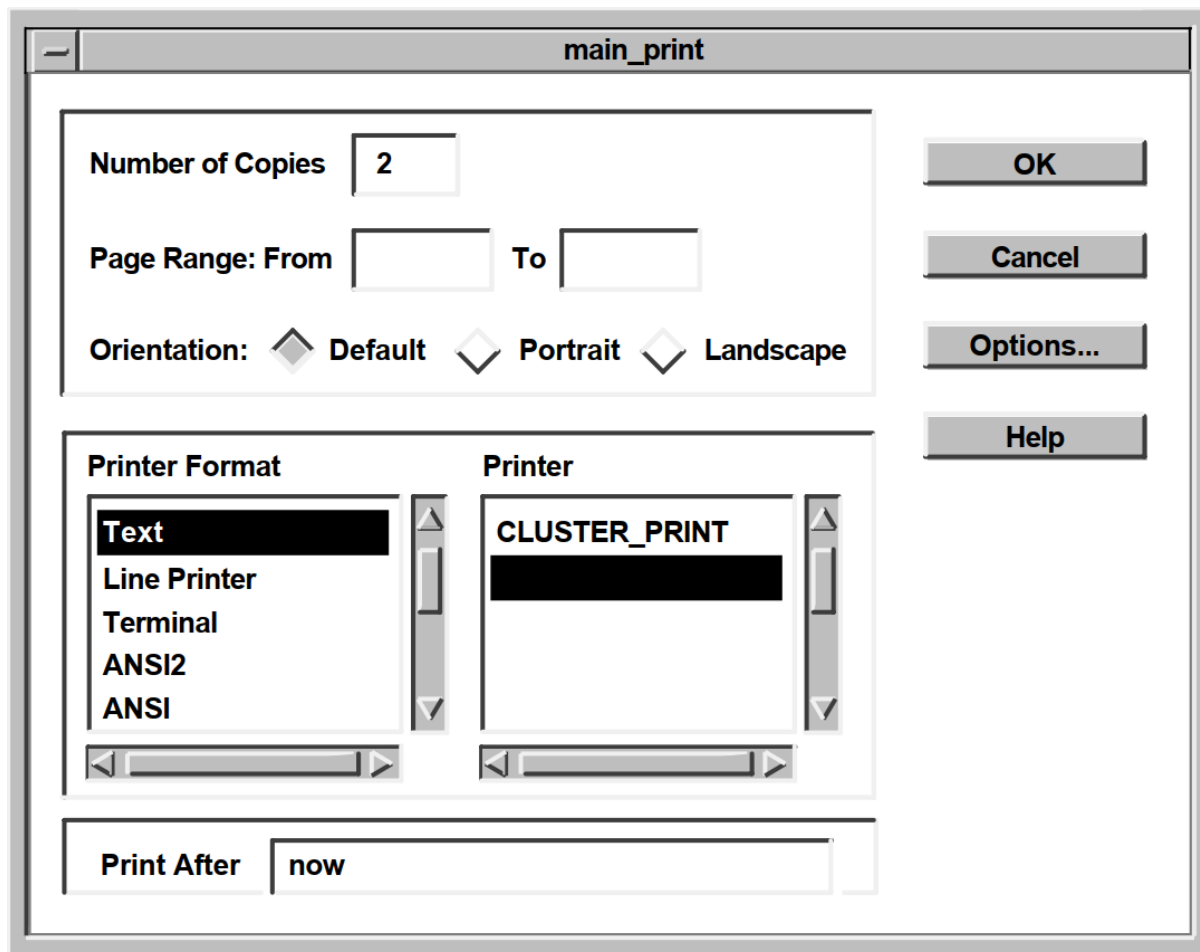 main_print
Number of Copies 2
OK
Page Range: From To
Cancel
Orientation: Default Portrait Landscape
Options...
Help
Printer Format Printer
Text CLUSTER_PRINT
Line Printer
Terminal
ANSI2
ANSI
Print After now